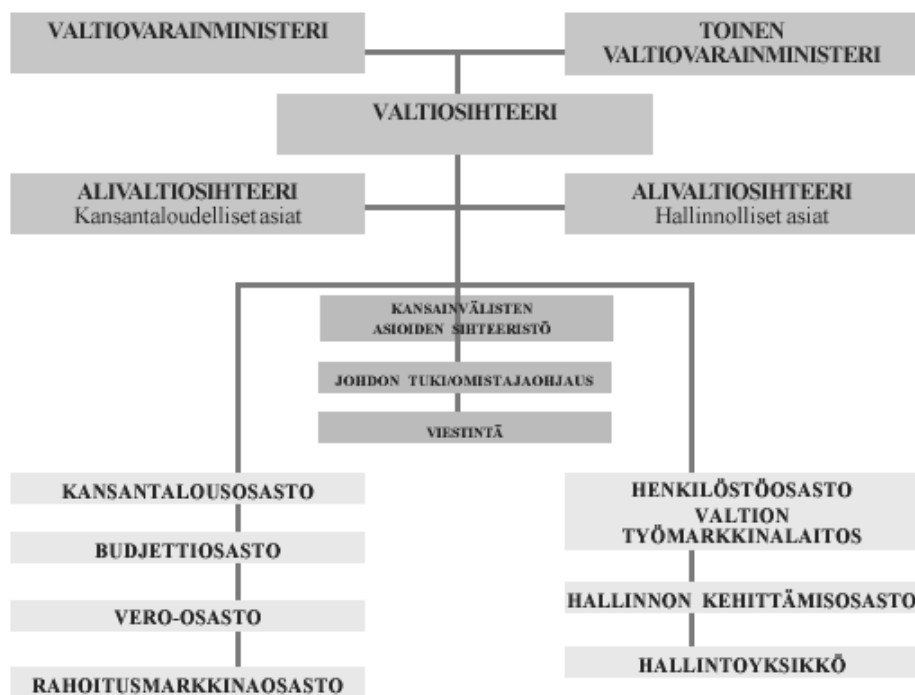 VALTIOVARAINMINISTERI
TOINEN
VALTIOVARAINMINISTERI
VALTIOSIHTEERI
ALIVALTIOSIHTEERI
Kansantaloudelliset asiat
ALIVALTIOSIHTEERI
Hallinnolliset asiat
KANSAINVÄLISTEN
ASIOIDEN SIHTEERISTÖ
JOHDON TUKI/OMISTAJAOHJAUS
VIESTINTÄ
KANSANTALOUSOSASTO
BUDJETTIOSASTO
VERO-OSASTO
RAHOITUSMARKKINAOSASTO
HENKILÖSTÖOSASTO
VALTION
TYÖMARKKINALAITOS
HALLINNON KEHITTÄMISOSASTO
HALLINTOYKSIKKÖ